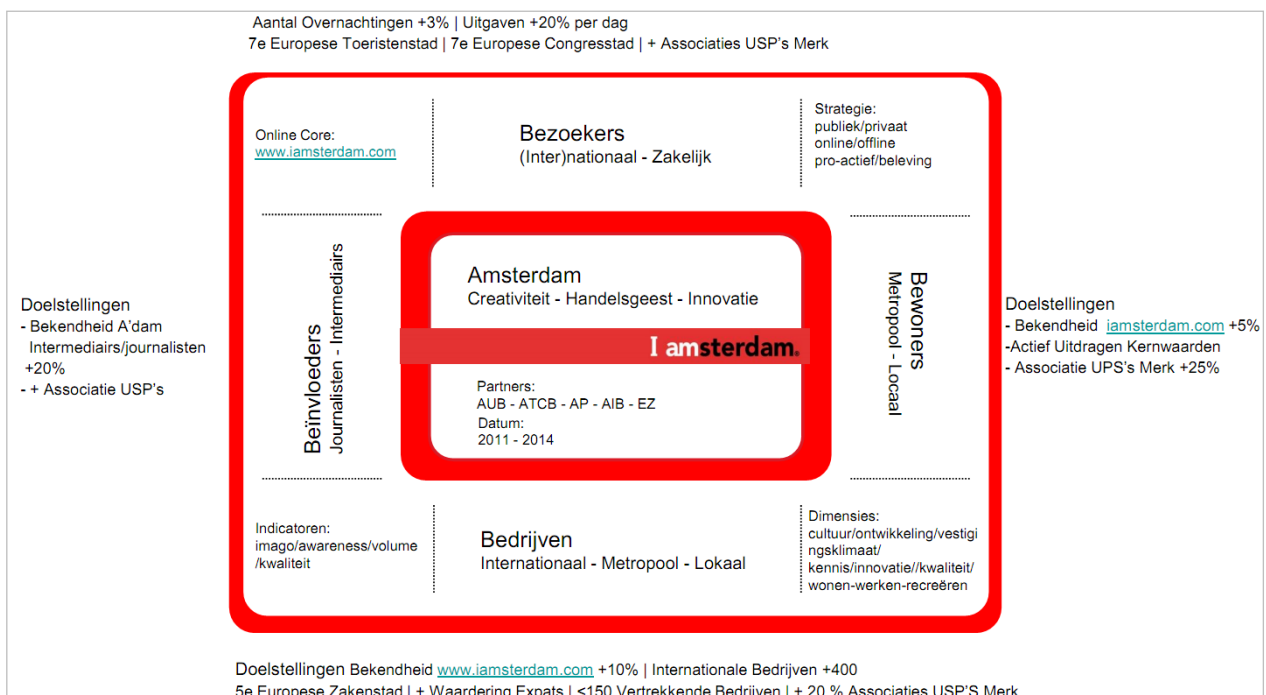 Aantal Overnachtingen +3% | Uitgaven +20% per dag
7e Europese Toeristenstad | 7e Europese Congresstad | + Associaties USP's Merk
Online Core:
www.iamsterdam.com
Bezoekers
(Inter)nationaal - Zakelijk
Strategie:
publiek/privaat
online/offline
pro-actief/beleving
Doelstellingen
- Bekendheid A'dam
Intermediairs/journalisten
+20%
- + Associatie USP's
Beïnvloeders
Journalisten - Intermediairs
Amsterdam
Creativiteit - Handelsgeest - Innovatie
I amsterdam.
Partners:
AUB - ATCB - AP - AIB - EZ
Datum:
2011 - 2014
Bewoners
Metropool - Locaal
Doelstellingen
- Bekendheid iamsterdam.com +5%
-Actief Uitdragen Kernwaarden
- Associatie UPS's Merk +25%
Indicatoren:
imago/awareness/volume
/kwaliteit
Bedrijven
Internationaal - Metropool - Lokaal
Dimensies:
cultuur/ontwikkeling/vestigi
ngsklimaat/
kennis/innovatie//kwaliteit/
wonen-werken-recreëren
Doelstellingen Bekendheid www.iamsterdam.com +10% | Internationale Bedrijven +400
5e Europese Zakenstad | + Waardering Expats | <150 Vertrekkende Bedrijven | + 20 % Associaties USP'S Merk